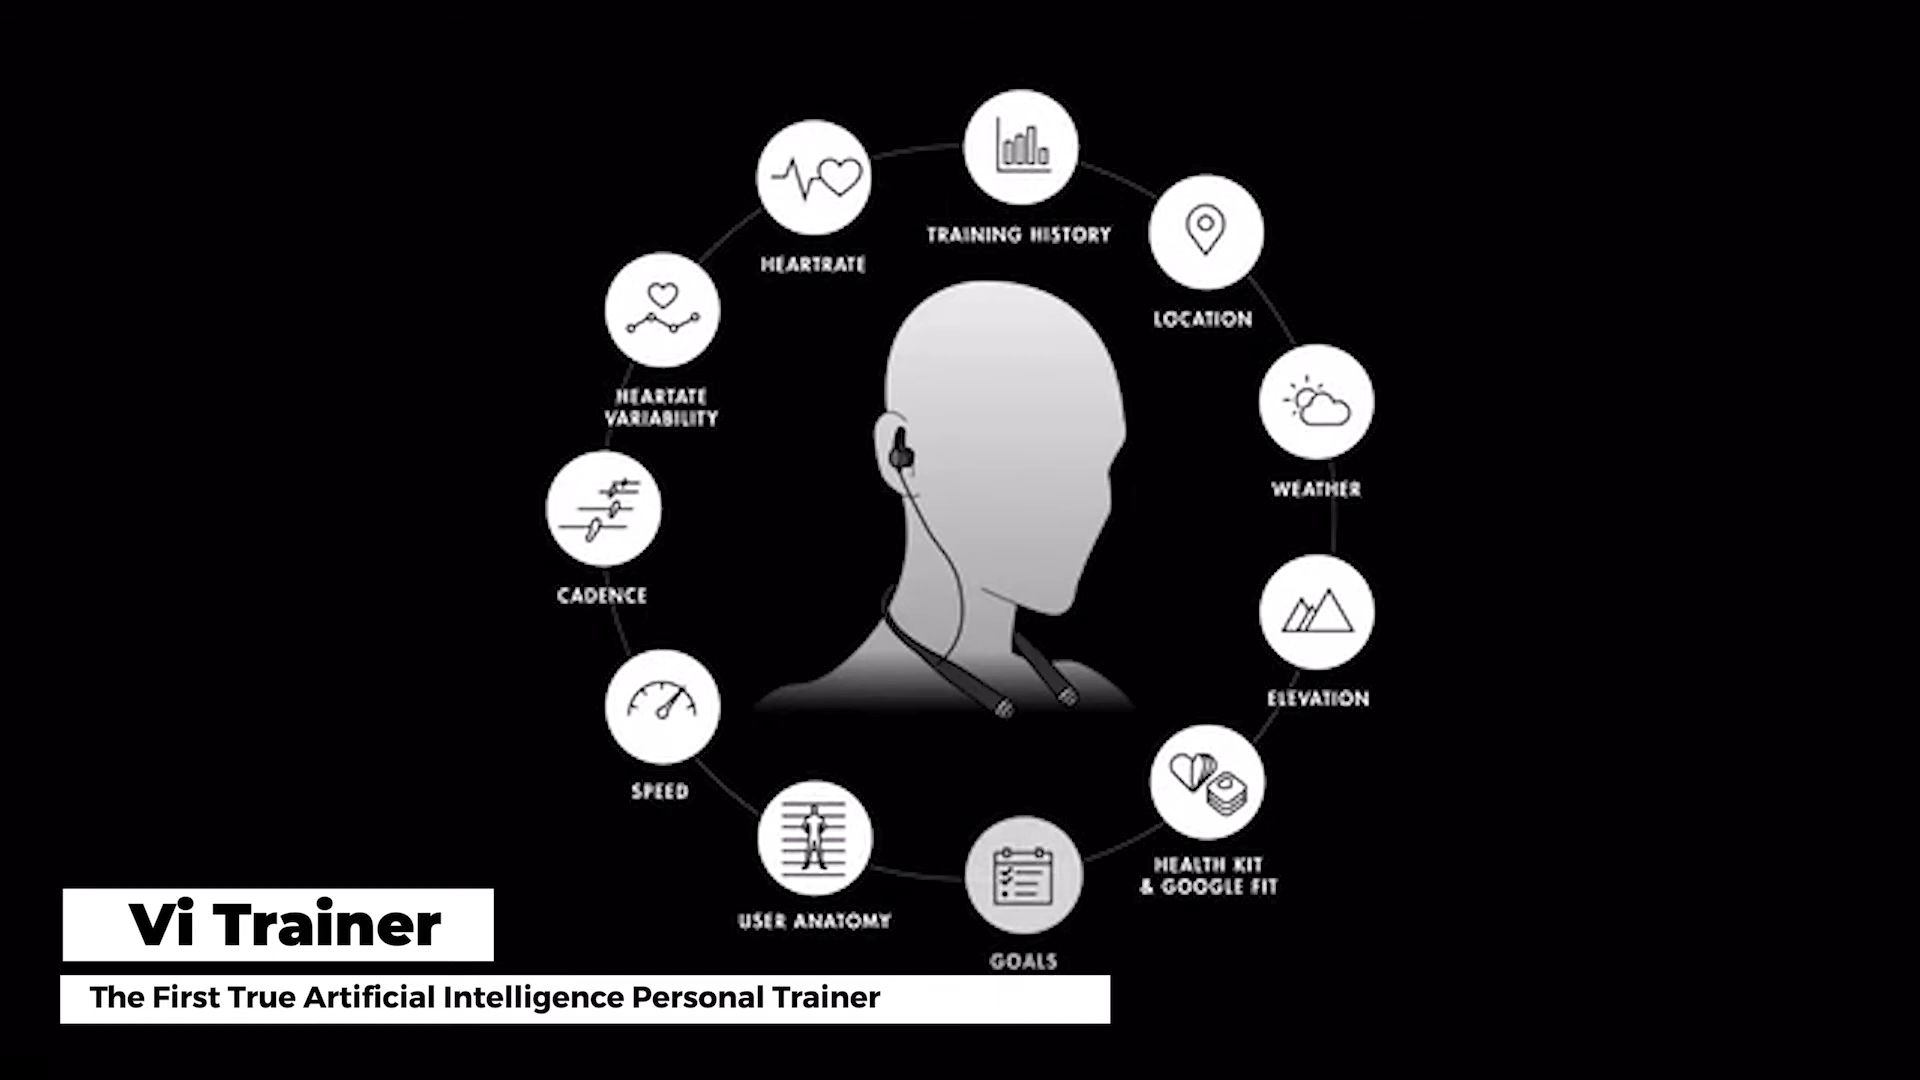 TRAINING HISTORY
HEARTRATE
LOCATION
HEARTATE
VARIABILITY
WEATHER
CADENCE
ELEVATION
SPEED
HEALTH KIT
& GOOGLE FIT
USER ANATOMY
GOALS
Vi Trainer
The First True Artificial Intelligence Personal Trainer